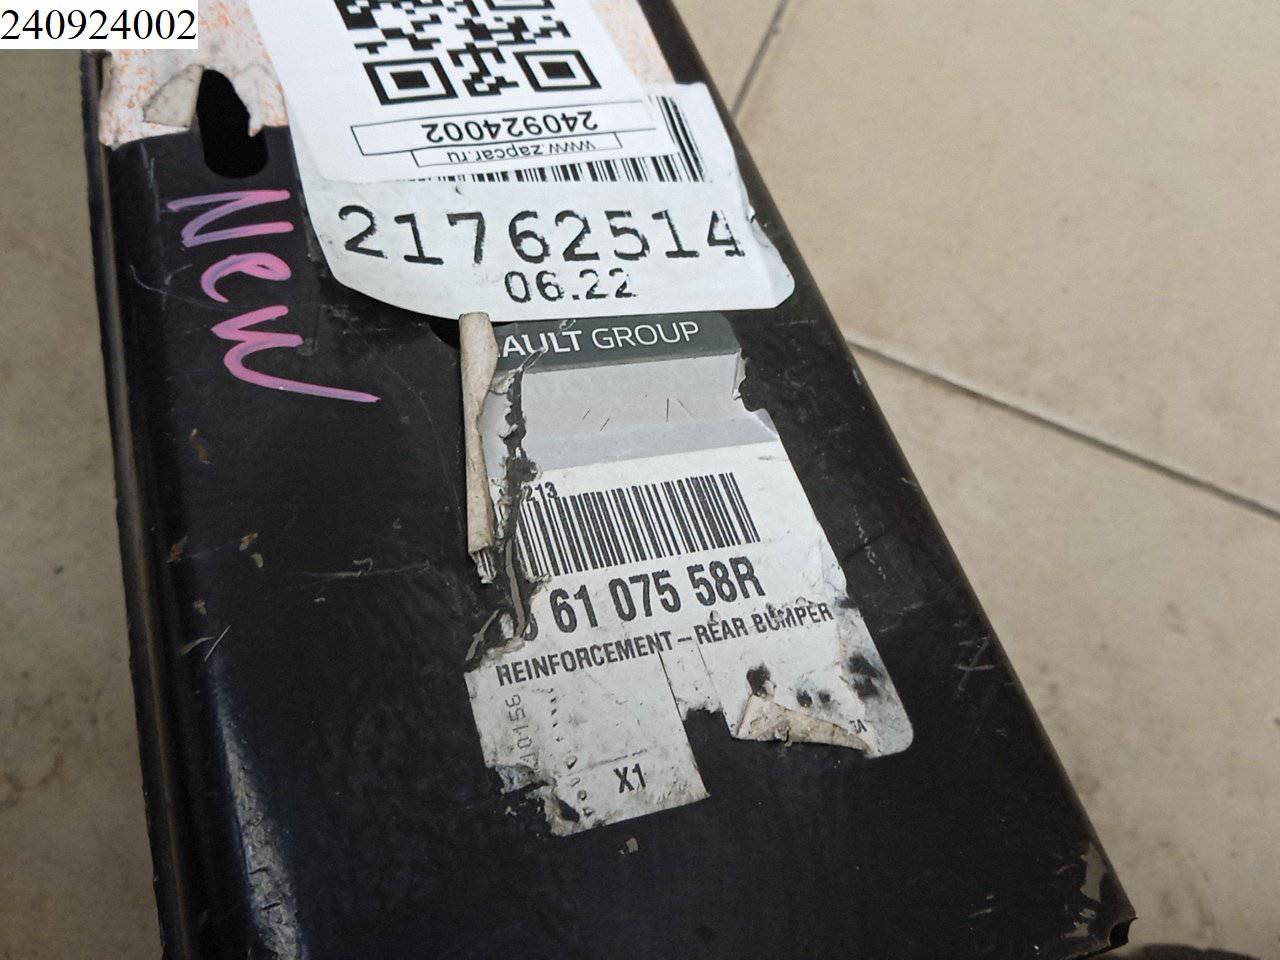 240924002
240924002
www.zapcar.ru
21762514
06.22
New
AULT GROUP
213
61 075 58R
REINFORCEMENT-REAR BUMPER
X1